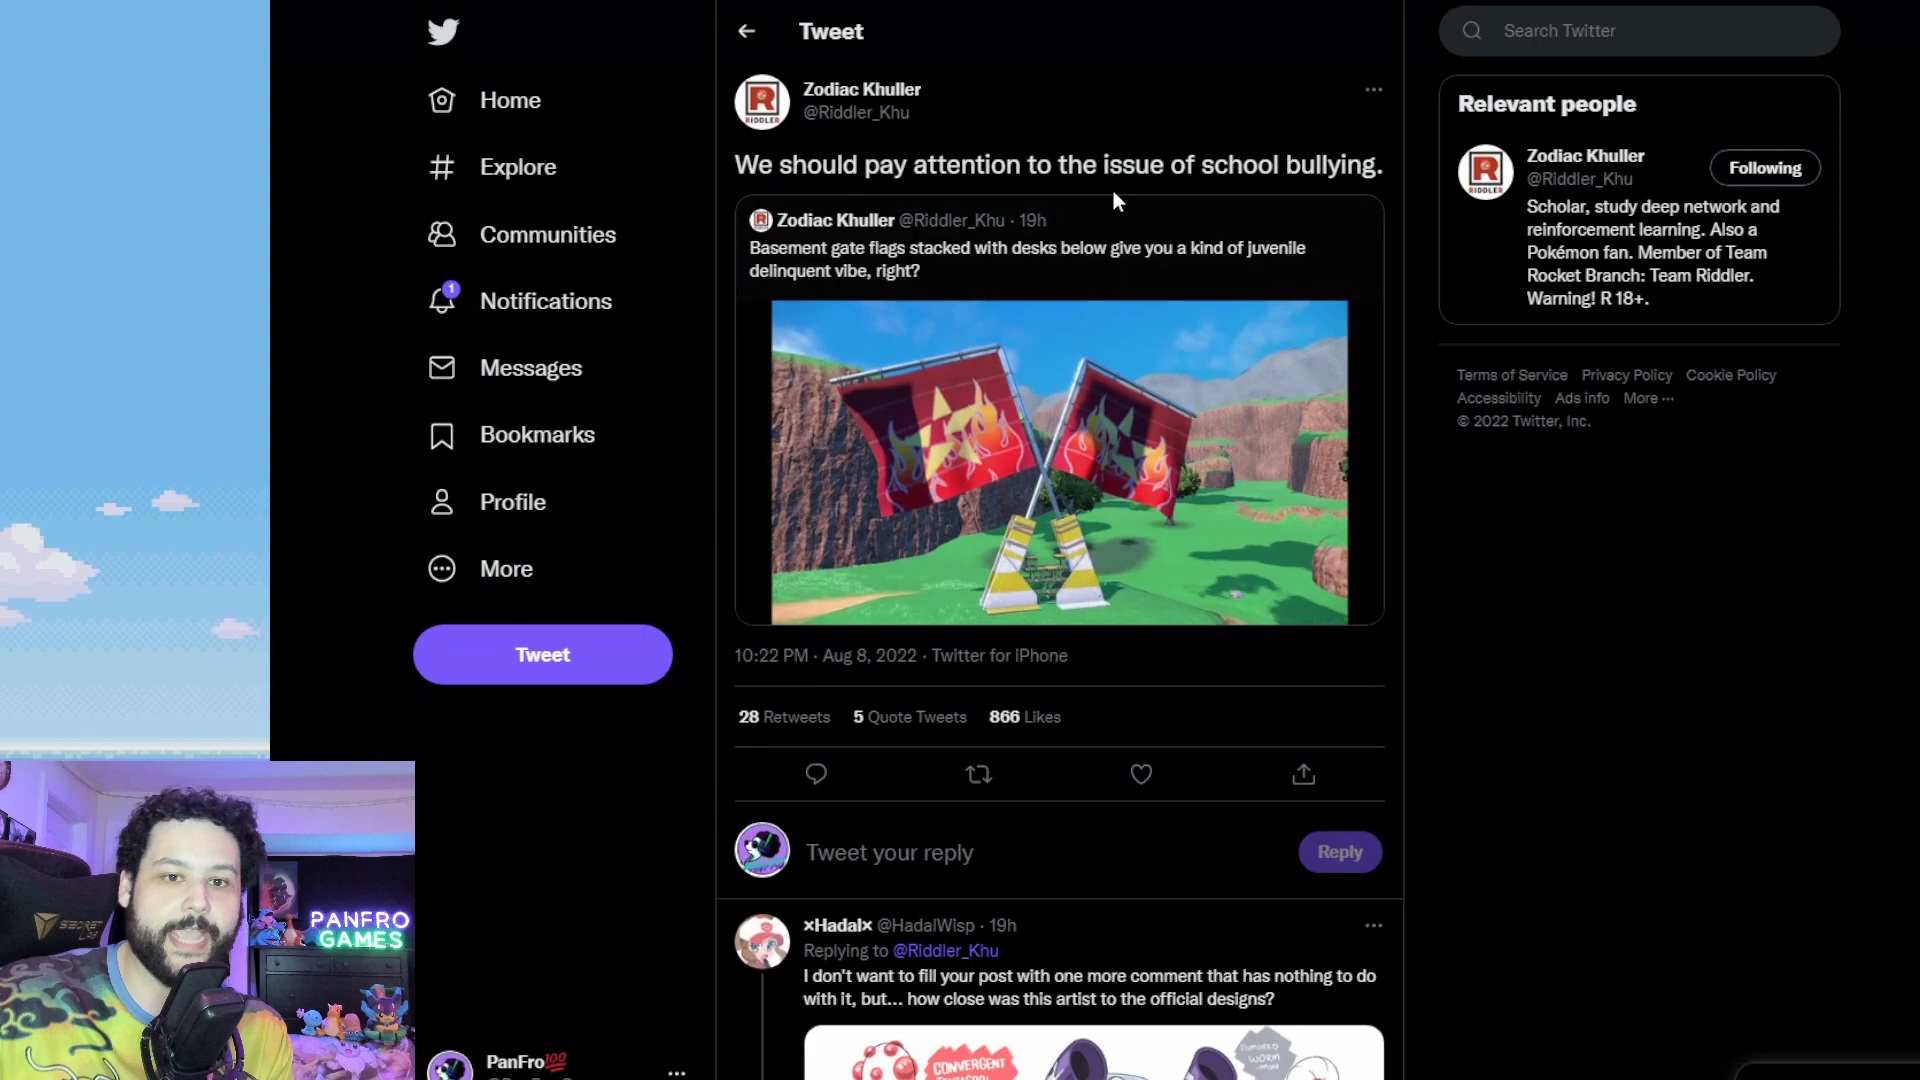 Home
Explore
Communities
1
Notifications
Messages
Bookmarks
Profile
More
Tweet
PanFro💯
Tweet
Zodiac Khuller
@Riddler_Khu
We should pay attention to the issue of school bullying.
Zodiac Khuller @Riddler_Khu · 19h
Basement gate flags stacked with desks below give you a kind of juvenile
delinquent vibe, right?
10:22 PM · Aug 8, 2022 · Twitter for iPhone
28 Retweets 5 Quote Tweets 866 Likes
Tweet your reply
Reply
×Hadal× @HadalWisp · 19h
Replying to @Riddler_Khu
I don't want to fill your post with one more comment that has nothing to do
with it, but... how close was this artist to the official designs?
CONVERGENT
Search Twitter
Relevant people
Zodiac Khuller
@Riddler_Khu
Following
Scholar, study deep network and
reinforcement learning. Also a
Pokémon fan. Member of Team
Rocket Branch: Team Riddler.
Warning! R 18+.
Terms of Service Privacy Policy Cookie Policy
Accessibility Ads info More ···
© 2022 Twitter, Inc.
R
RIDDLER
R
RIDDLER
PANFRO
GAMES